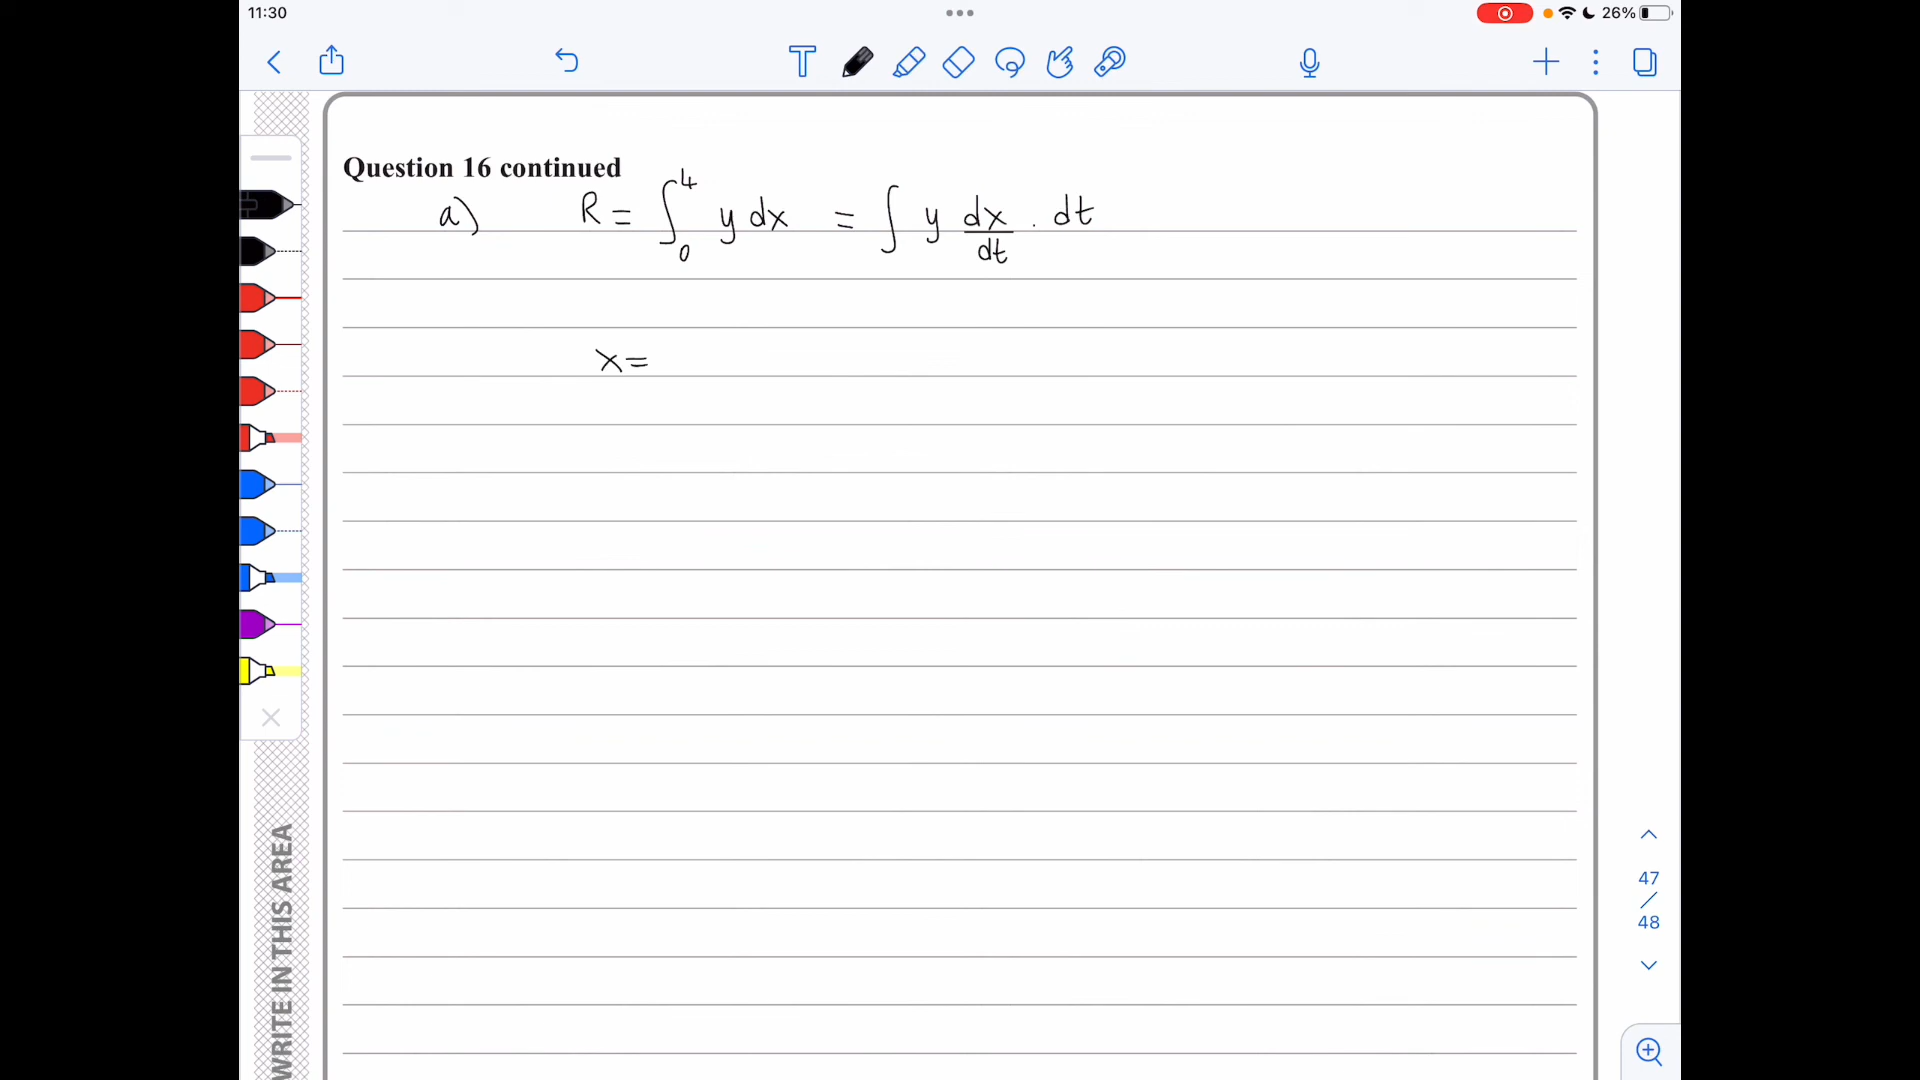 11:30
26%
T
Question 16 continued
a) R = ∫₀⁴ y dx = ∫ y dx/dt . dt
x =
WRITE IN THIS AREA
47
/
48